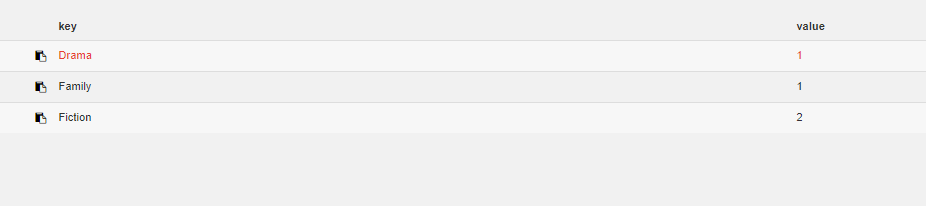 key value
Drama 1
Family 1
Fiction 2